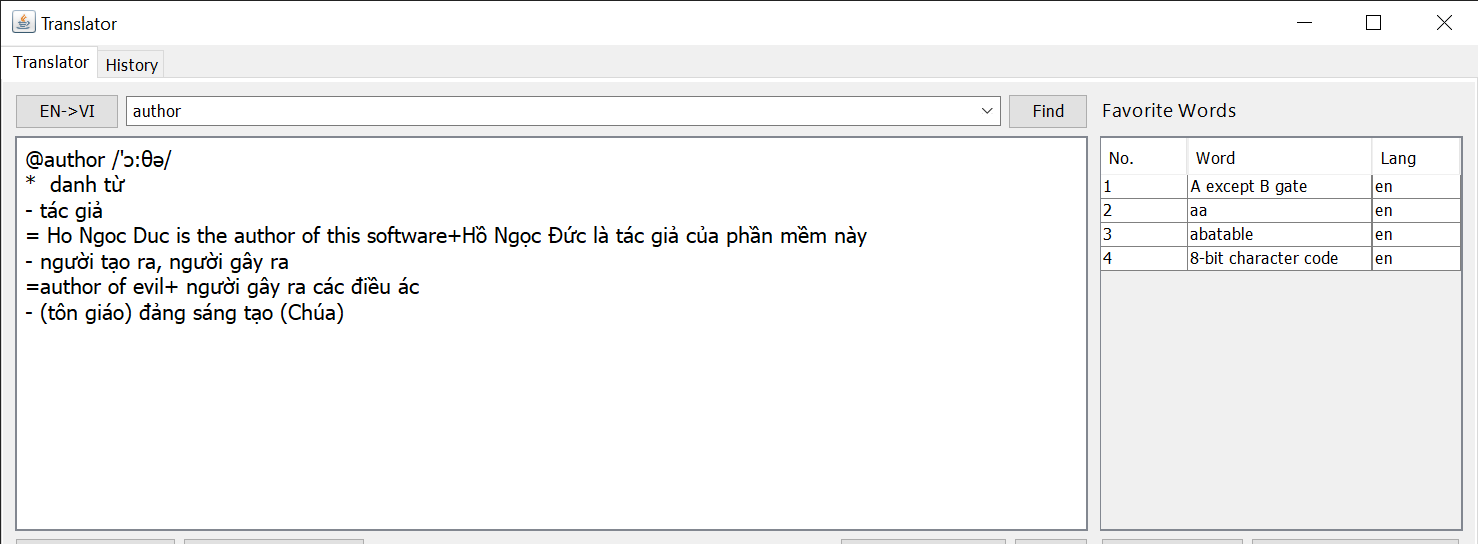 Translator
Translator History
EN->VI author Find Favorite Words
@author /'ɔ:θə/
*  danh từ
- tác giả
= Ho Ngoc Duc is the author of this software+Hồ Ngọc Đức là tác giả của phần mềm này
- người tạo ra, người gây ra
=author of evil+ người gây ra các điều ác
- (tôn giáo) đảng sáng tạo (Chúa)
No. Word Lang
1 A except B gate en
2 aa en
3 abatable en
4 8-bit character code en